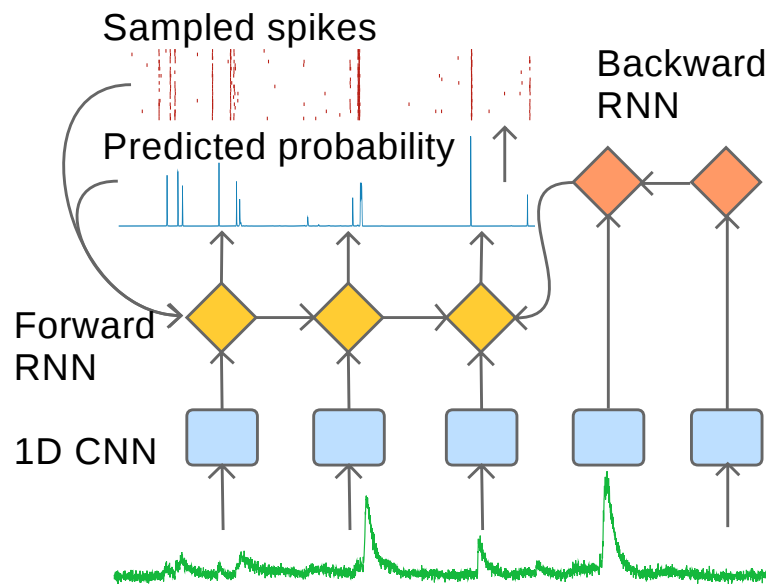 Sampled spikes
Backward
RNN
Predicted probability
Forward
RNN
1D CNN